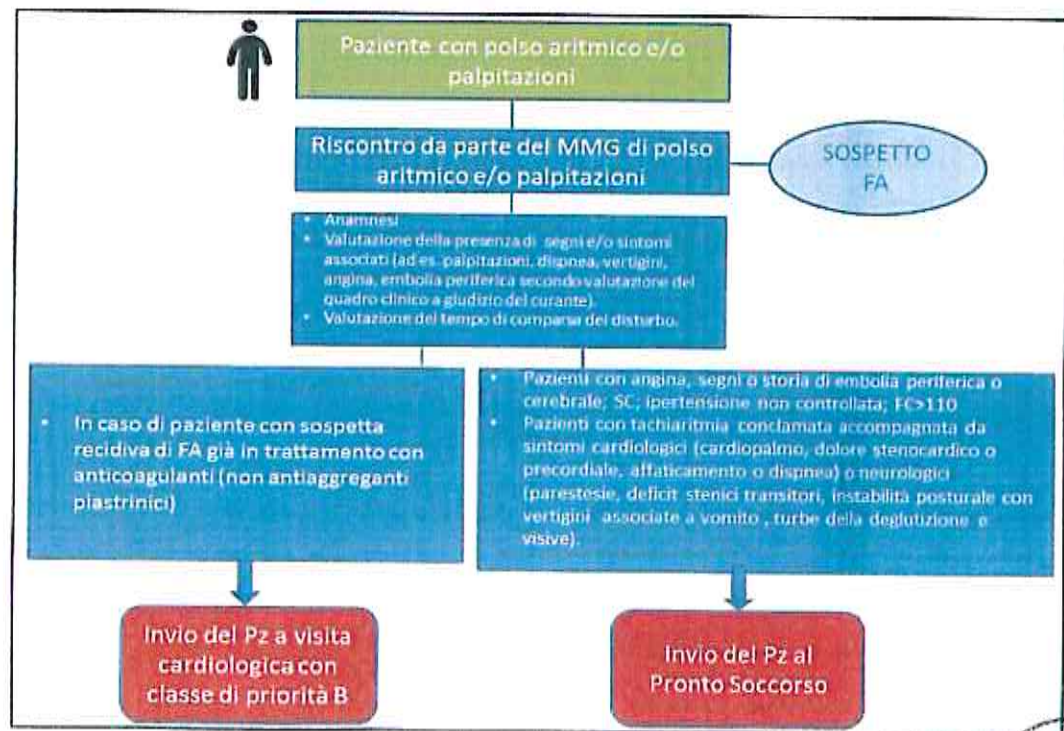 Paziente con polso aritmico e/o
palpitazioni
Riscontro da parte del MMG di polso
aritmico e/o palpitazioni
SOSPETTO
FA
• Anamnesi
• Valutazione della presenza di segni e/o sintomi
associati (ad es. palpitazioni, dispnea, vertigini,
angina, embolia periferica secondo valutazione del
quadro clinico a giudizio del curante).
• Valutazione del tempo di comparsa del disturbo.
• In caso di paziente con sospetta
recidiva di FA già in trattamento con
anticoagulanti (non antiaggreganti
piastrinici)
• Pazienti con angina, segni o storia di embolia periferica o
cerebrale; SC; ipertensione non controllata; FC>110
• Pazienti con tachiaritmia conclamata accompagnata da
sintomi cardiologici (cardiopalmo, dolore stenocardico o
precordiale, affaticamento o dispnea) o neurologici
(parestesie, deficit stenici transitori, instabilità posturale con
vertigini associate a vomito , turbe della deglutizione e
visive).
Invio del Pz a visita
cardiologica con
classe di priorità B
Invio del Pz al
Pronto Soccorso